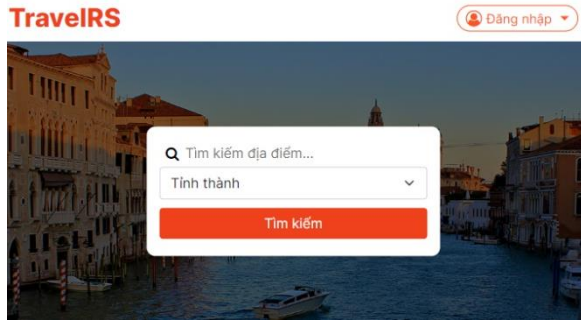 TravelRS
Đăng nhập
Tìm kiếm địa điểm...
Tỉnh thành
Tìm kiếm